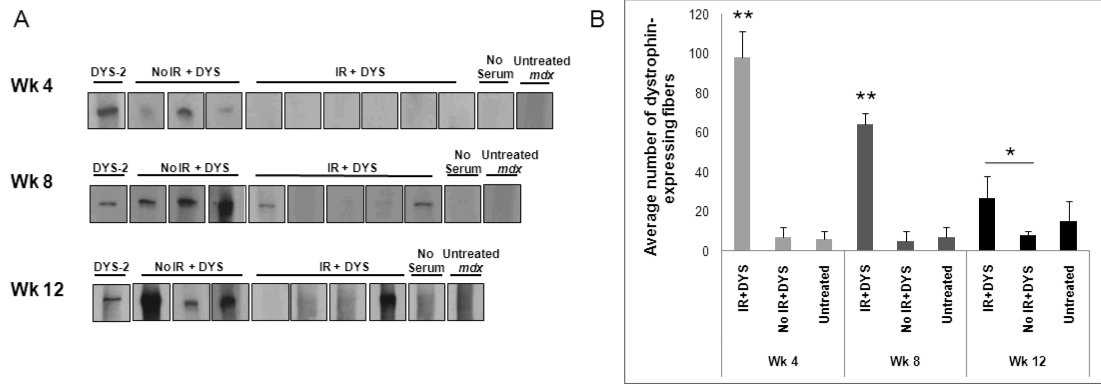 A
Wk 4
DYS-2
No IR + DYS
IR + DYS
No Serum
Untreated mdx
Wk 8
DYS-2
No IR + DYS
IR + DYS
No Serum
Untreated mdx
Wk 12
DYS-2
No IR + DYS
IR + DYS
No Serum
Untreated mdx
B
Average number of dystrophin-
expressing fibers
120
100
80
60
40
20
0
**
**
*
IR+DYS
No IR+DYS
Untreated
IR+DYS
No IR+DYS
Untreated
IR+DYS
No IR+DYS
Untreated
Wk 4
Wk 8
Wk 12